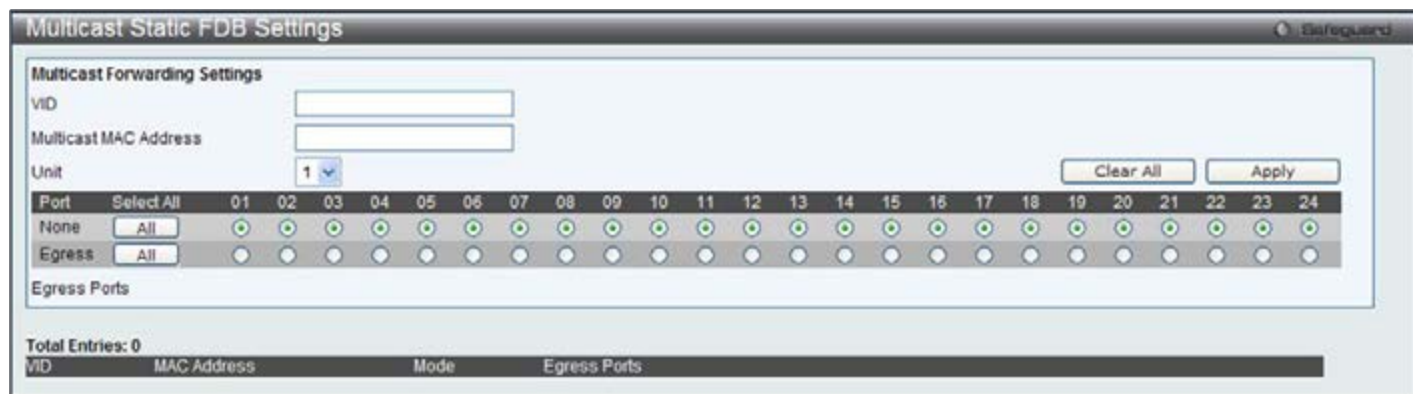 Multicast Static FDB Settings
Safeguard
Multicast Forwarding Settings
VID
Multicast MAC Address
Unit 1 Clear All Apply
Port Select All 01 02 03 04 05 06 07 08 09 10 11 12 13 14 15 16 17 18 19 20 21 22 23 24
None All
Egress All
Egress Ports
Total Entries: 0
VID MAC Address Mode Egress Ports